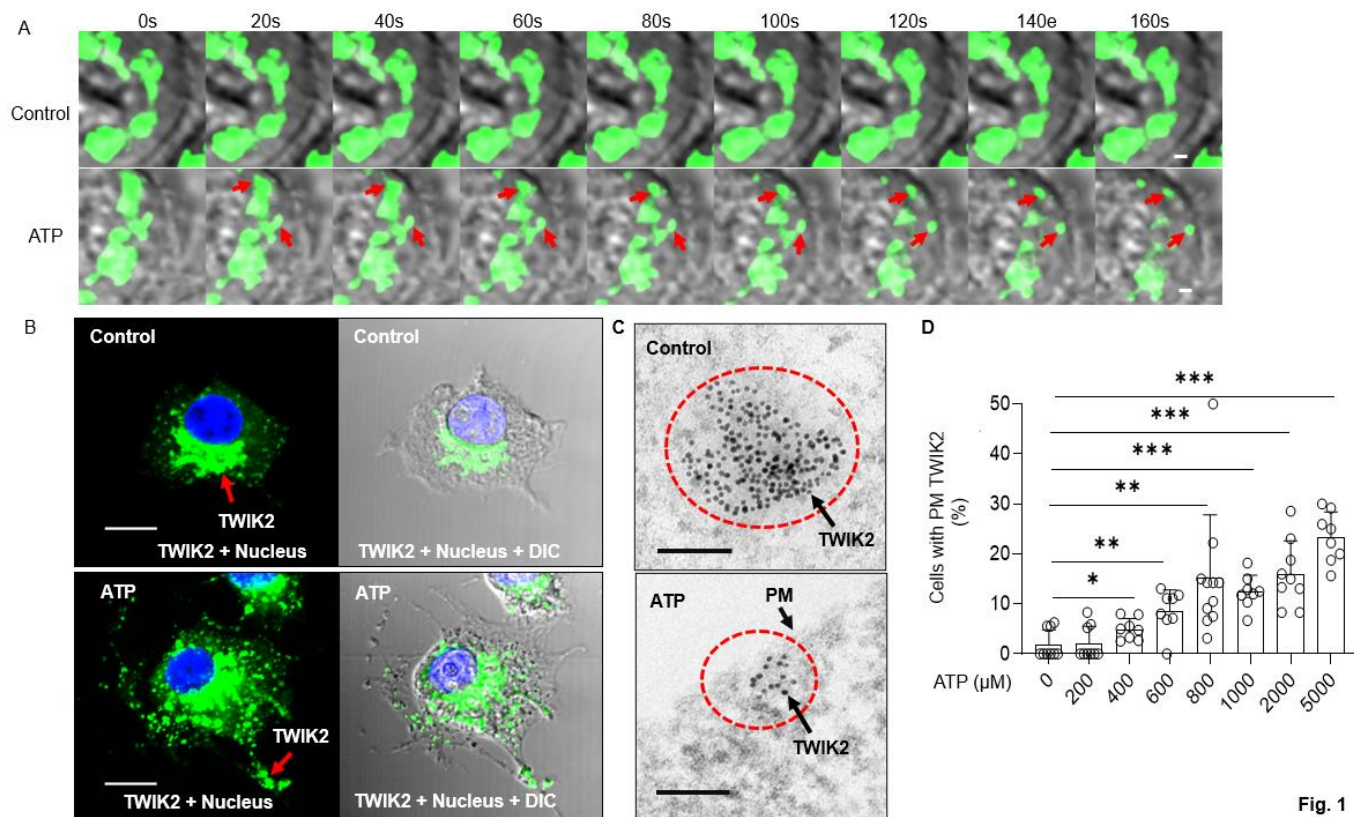 0s 20s 40s 60s 80s 100s 120s 140e 160s
A
Control
ATP
B
Control
Control
TWIK2
TWIK2 + Nucleus
TWIK2 + Nucleus + DIC
ATP
ATP
TWIK2
TWIK2 + Nucleus
TWIK2 + Nucleus + DIC
C
Control
TWIK2
ATP
PM
TWIK2
D
***
***
***
**
**
*
Cells with PM TWIK2
(%)
50
40
30
20
10
0
ATP (µM)
0 200 400 600 800 1000 2000 5000
Fig. 1